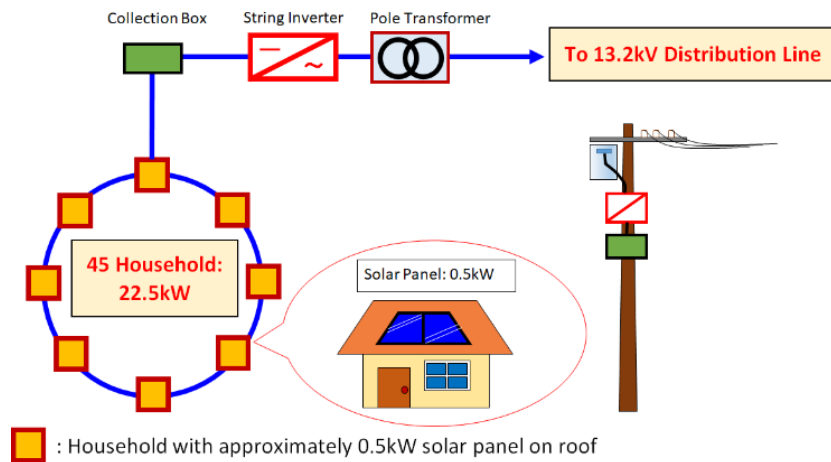 Collection Box
String Inverter
Pole Transformer
To 13.2kV Distribution Line
45 Household:
22.5kW
Solar Panel: 0.5kW
: Household with approximately 0.5kW solar panel on roof